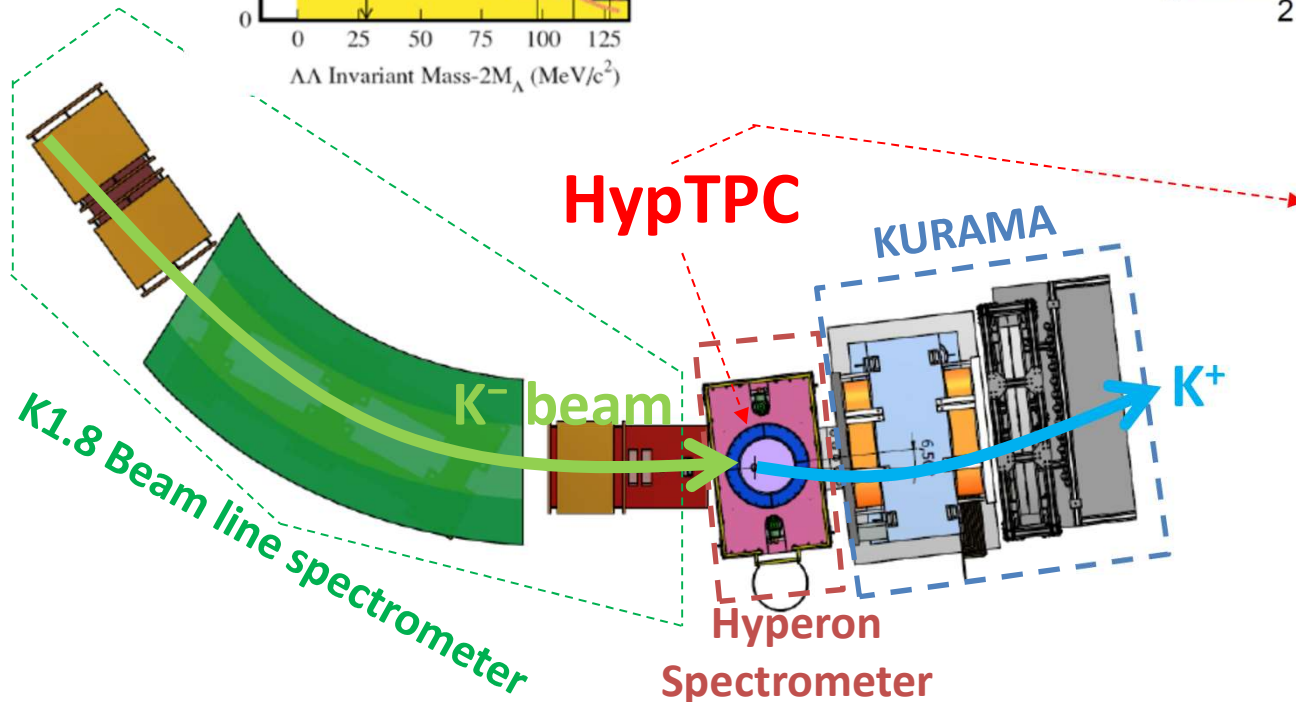 0
2
0 25 50 75 100 125
ΛΛ Invariant Mass-2M_Λ (MeV/c²)
HypTPC
KURAMA
K⁻ beam
K⁺
K1.8 Beam line spectrometer
Hyperon
Spectrometer